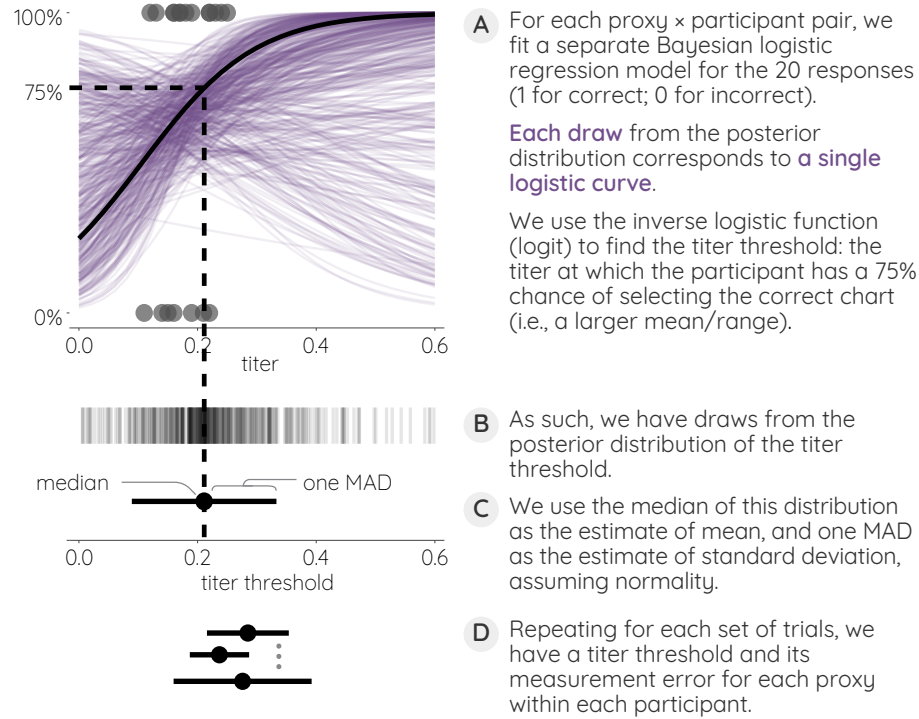 100%
75%
0%
0.0
0.2
0.4
0.6
titer
A
For each proxy × participant pair, we
fit a separate Bayesian logistic
regression model for the 20 responses
(1 for correct; 0 for incorrect).
Each draw from the posterior
distribution corresponds to a single
logistic curve.
We use the inverse logistic function
(logit) to find the titer threshold: the
titer at which the participant has a 75%
chance of selecting the correct chart
(i.e., a larger mean/range).
B
As such, we have draws from the
posterior distribution of the titer
threshold.
median
one MAD
0.0
0.2
0.4
0.6
titer threshold
C
We use the median of this distribution
as the estimate of mean, and one MAD
as the estimate of standard deviation,
assuming normality.
D
Repeating for each set of trials, we
have a titer threshold and its
measurement error for each proxy
within each participant.